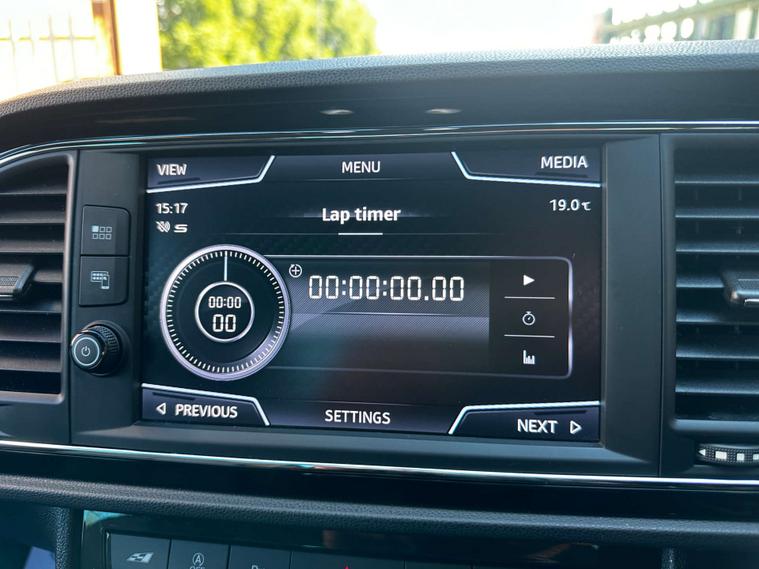 VIEW
MENU
MEDIA
15:17
19.0°C
Lap timer
00:00:00.00
00:00
00
PREVIOUS
SETTINGS
NEXT
A